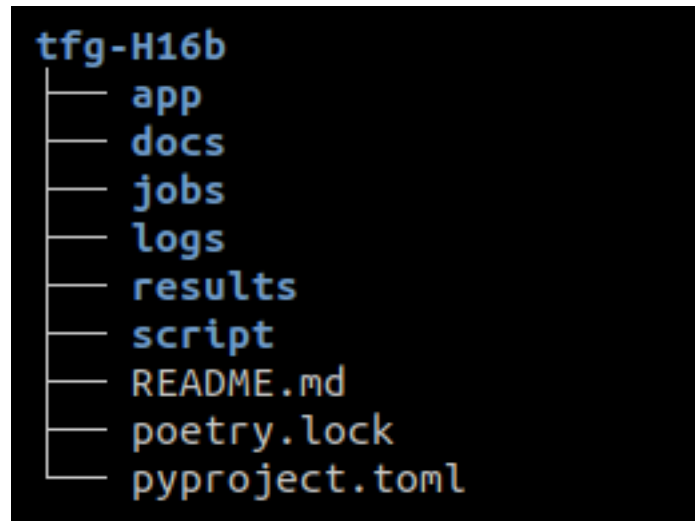 tfg-H16b
app
docs
jobs
logs
results
script
README.md
poetry.lock
pyproject.toml